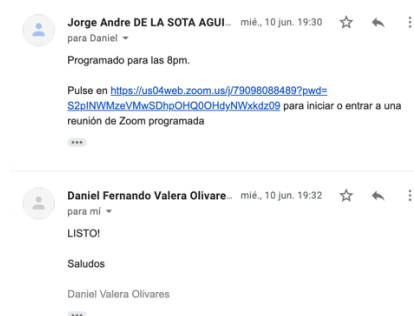 Jorge Andre DE LA SOTA AGUI... mié., 10 jun. 19:30
para Daniel
Programado para las 8pm.
Pulse en https://us04web.zoom.us/j/79098088489?pwd=
S2pINWMzeVMwSDhpOHQ0OHdyNWxkdz09 para iniciar o entrar a una
reunión de Zoom programada
Daniel Fernando Valera Olivare... mié., 10 jun. 19:32
para mí
LISTO!
Saludos
Daniel Valera Olivares